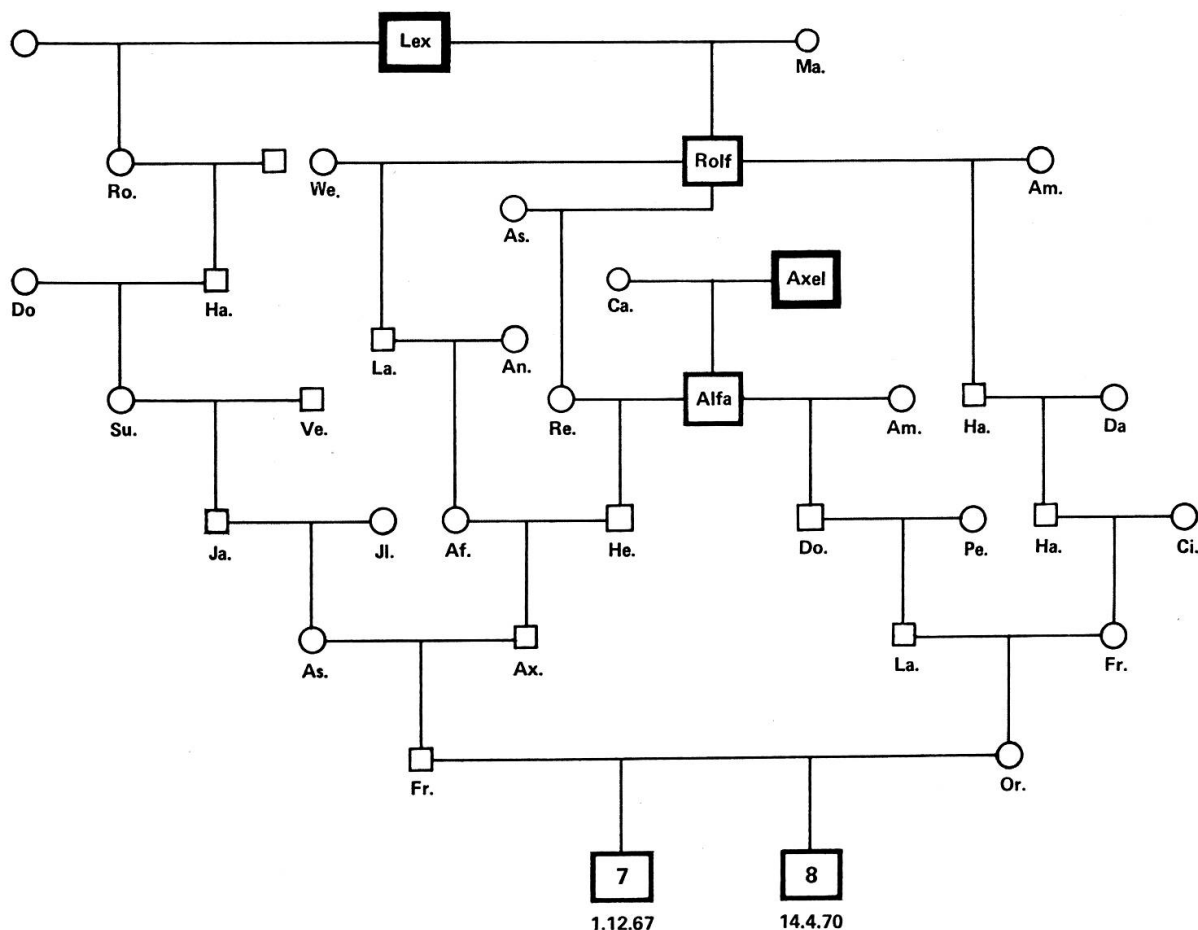 Lex
Ma.
Ro.
We.
Rolf
Am.
As.
Do
Ha.
Ca.
Axel
La.
An.
Su.
Ve.
Re.
Alfa
Am.
Ha.
Da
Ja.
Jl.
Af.
He.
Do.
Pe.
Ha.
Ci.
As.
Ax.
La.
Fr.
Fr.
Or.
7
8
1.12.67
14.4.70